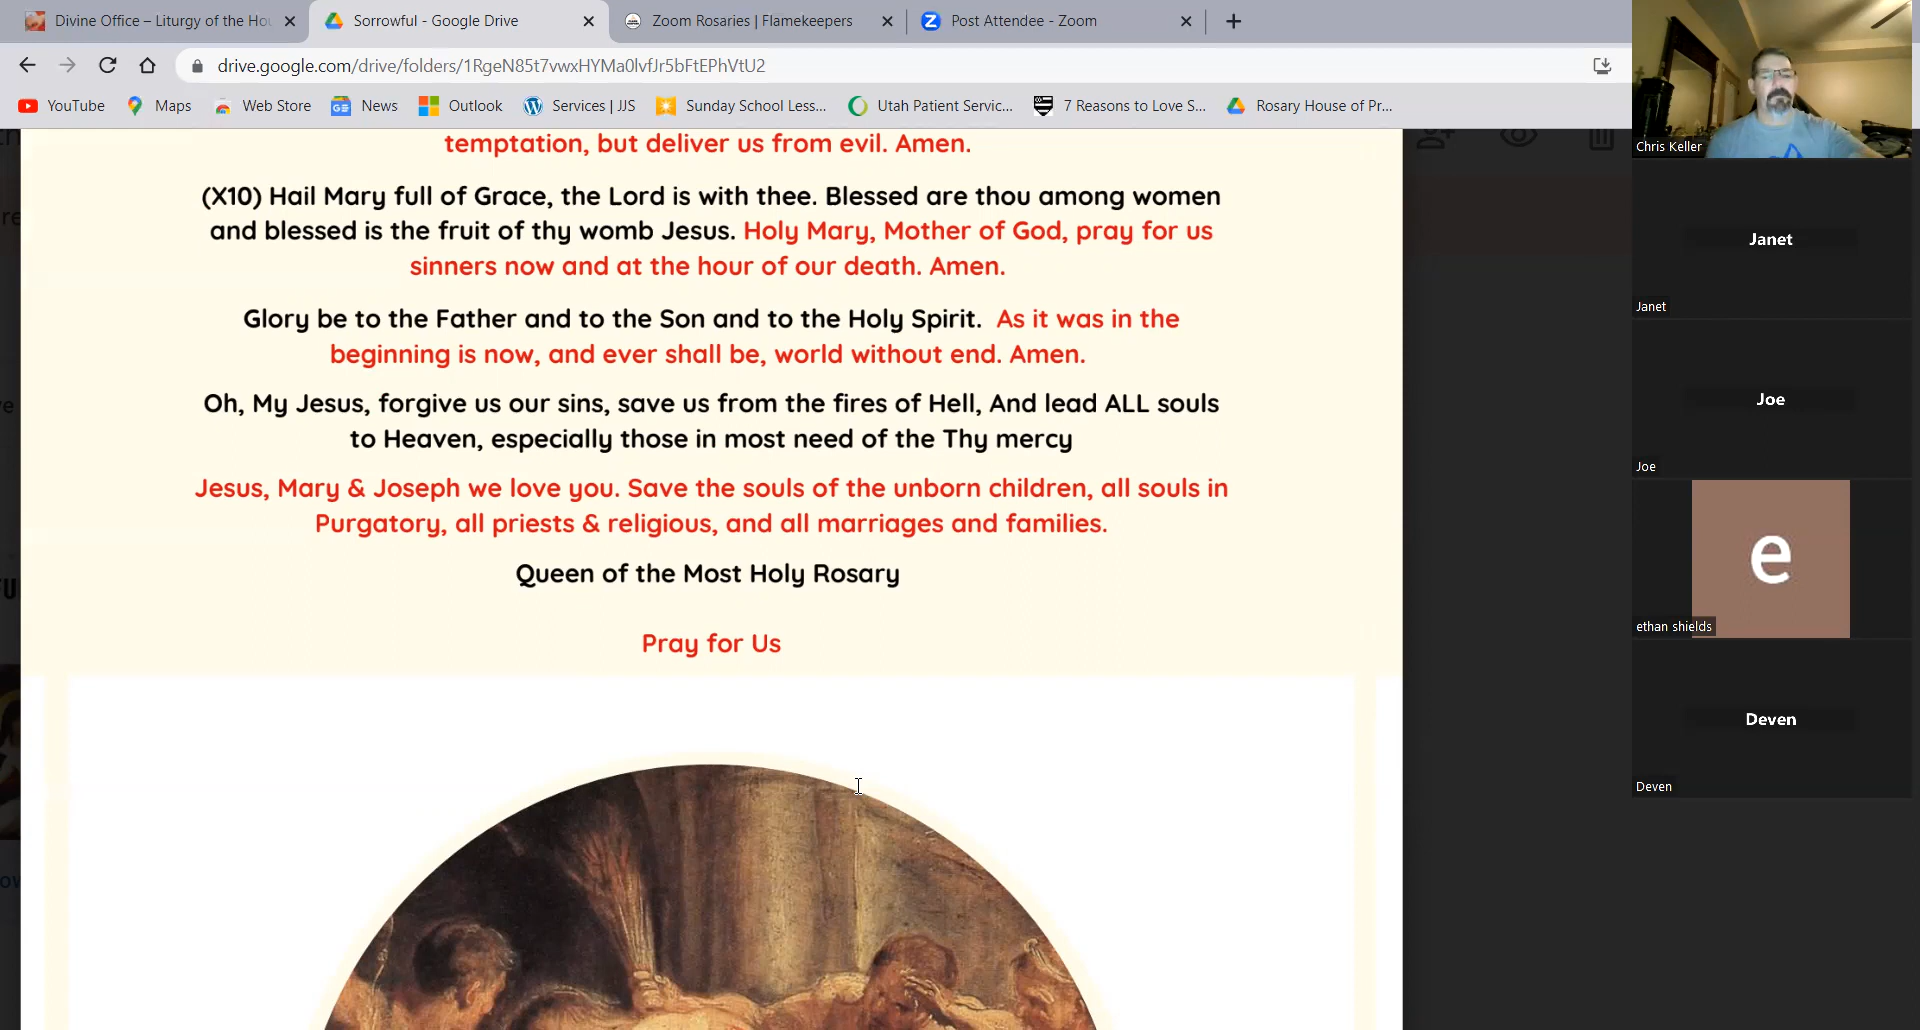 Divine Office – Liturgy of the Hou
Sorrowful - Google Drive
Zoom Rosaries | Flamekeepers
Post Attendee - Zoom
drive.google.com/drive/folders/1RgeN85t7vwxHYMa0lvfJr5bFtEPhVtU2
YouTube
Maps
Web Store
News
Outlook
Services | JJS
Sunday School Less...
Utah Patient Servic...
7 Reasons to Love S...
Rosary House of Pr...
temptation, but deliver us from evil. Amen.
(X10) Hail Mary full of Grace, the Lord is with thee. Blessed are thou among women
and blessed is the fruit of thy womb Jesus. Holy Mary, Mother of God, pray for us
sinners now and at the hour of our death. Amen.
Glory be to the Father and to the Son and to the Holy Spirit. As it was in the
beginning is now, and ever shall be, world without end. Amen.
Oh, My Jesus, forgive us our sins, save us from the fires of Hell, And lead ALL souls
to Heaven, especially those in most need of the Thy mercy
Jesus, Mary & Joseph we love you. Save the souls of the unborn children, all souls in
Purgatory, all priests & religious, and all marriages and families.
Queen of the Most Holy Rosary
Pray for Us
Chris Keller
Janet
Janet
Joe
Joe
e
ethan shields
Deven
Deven